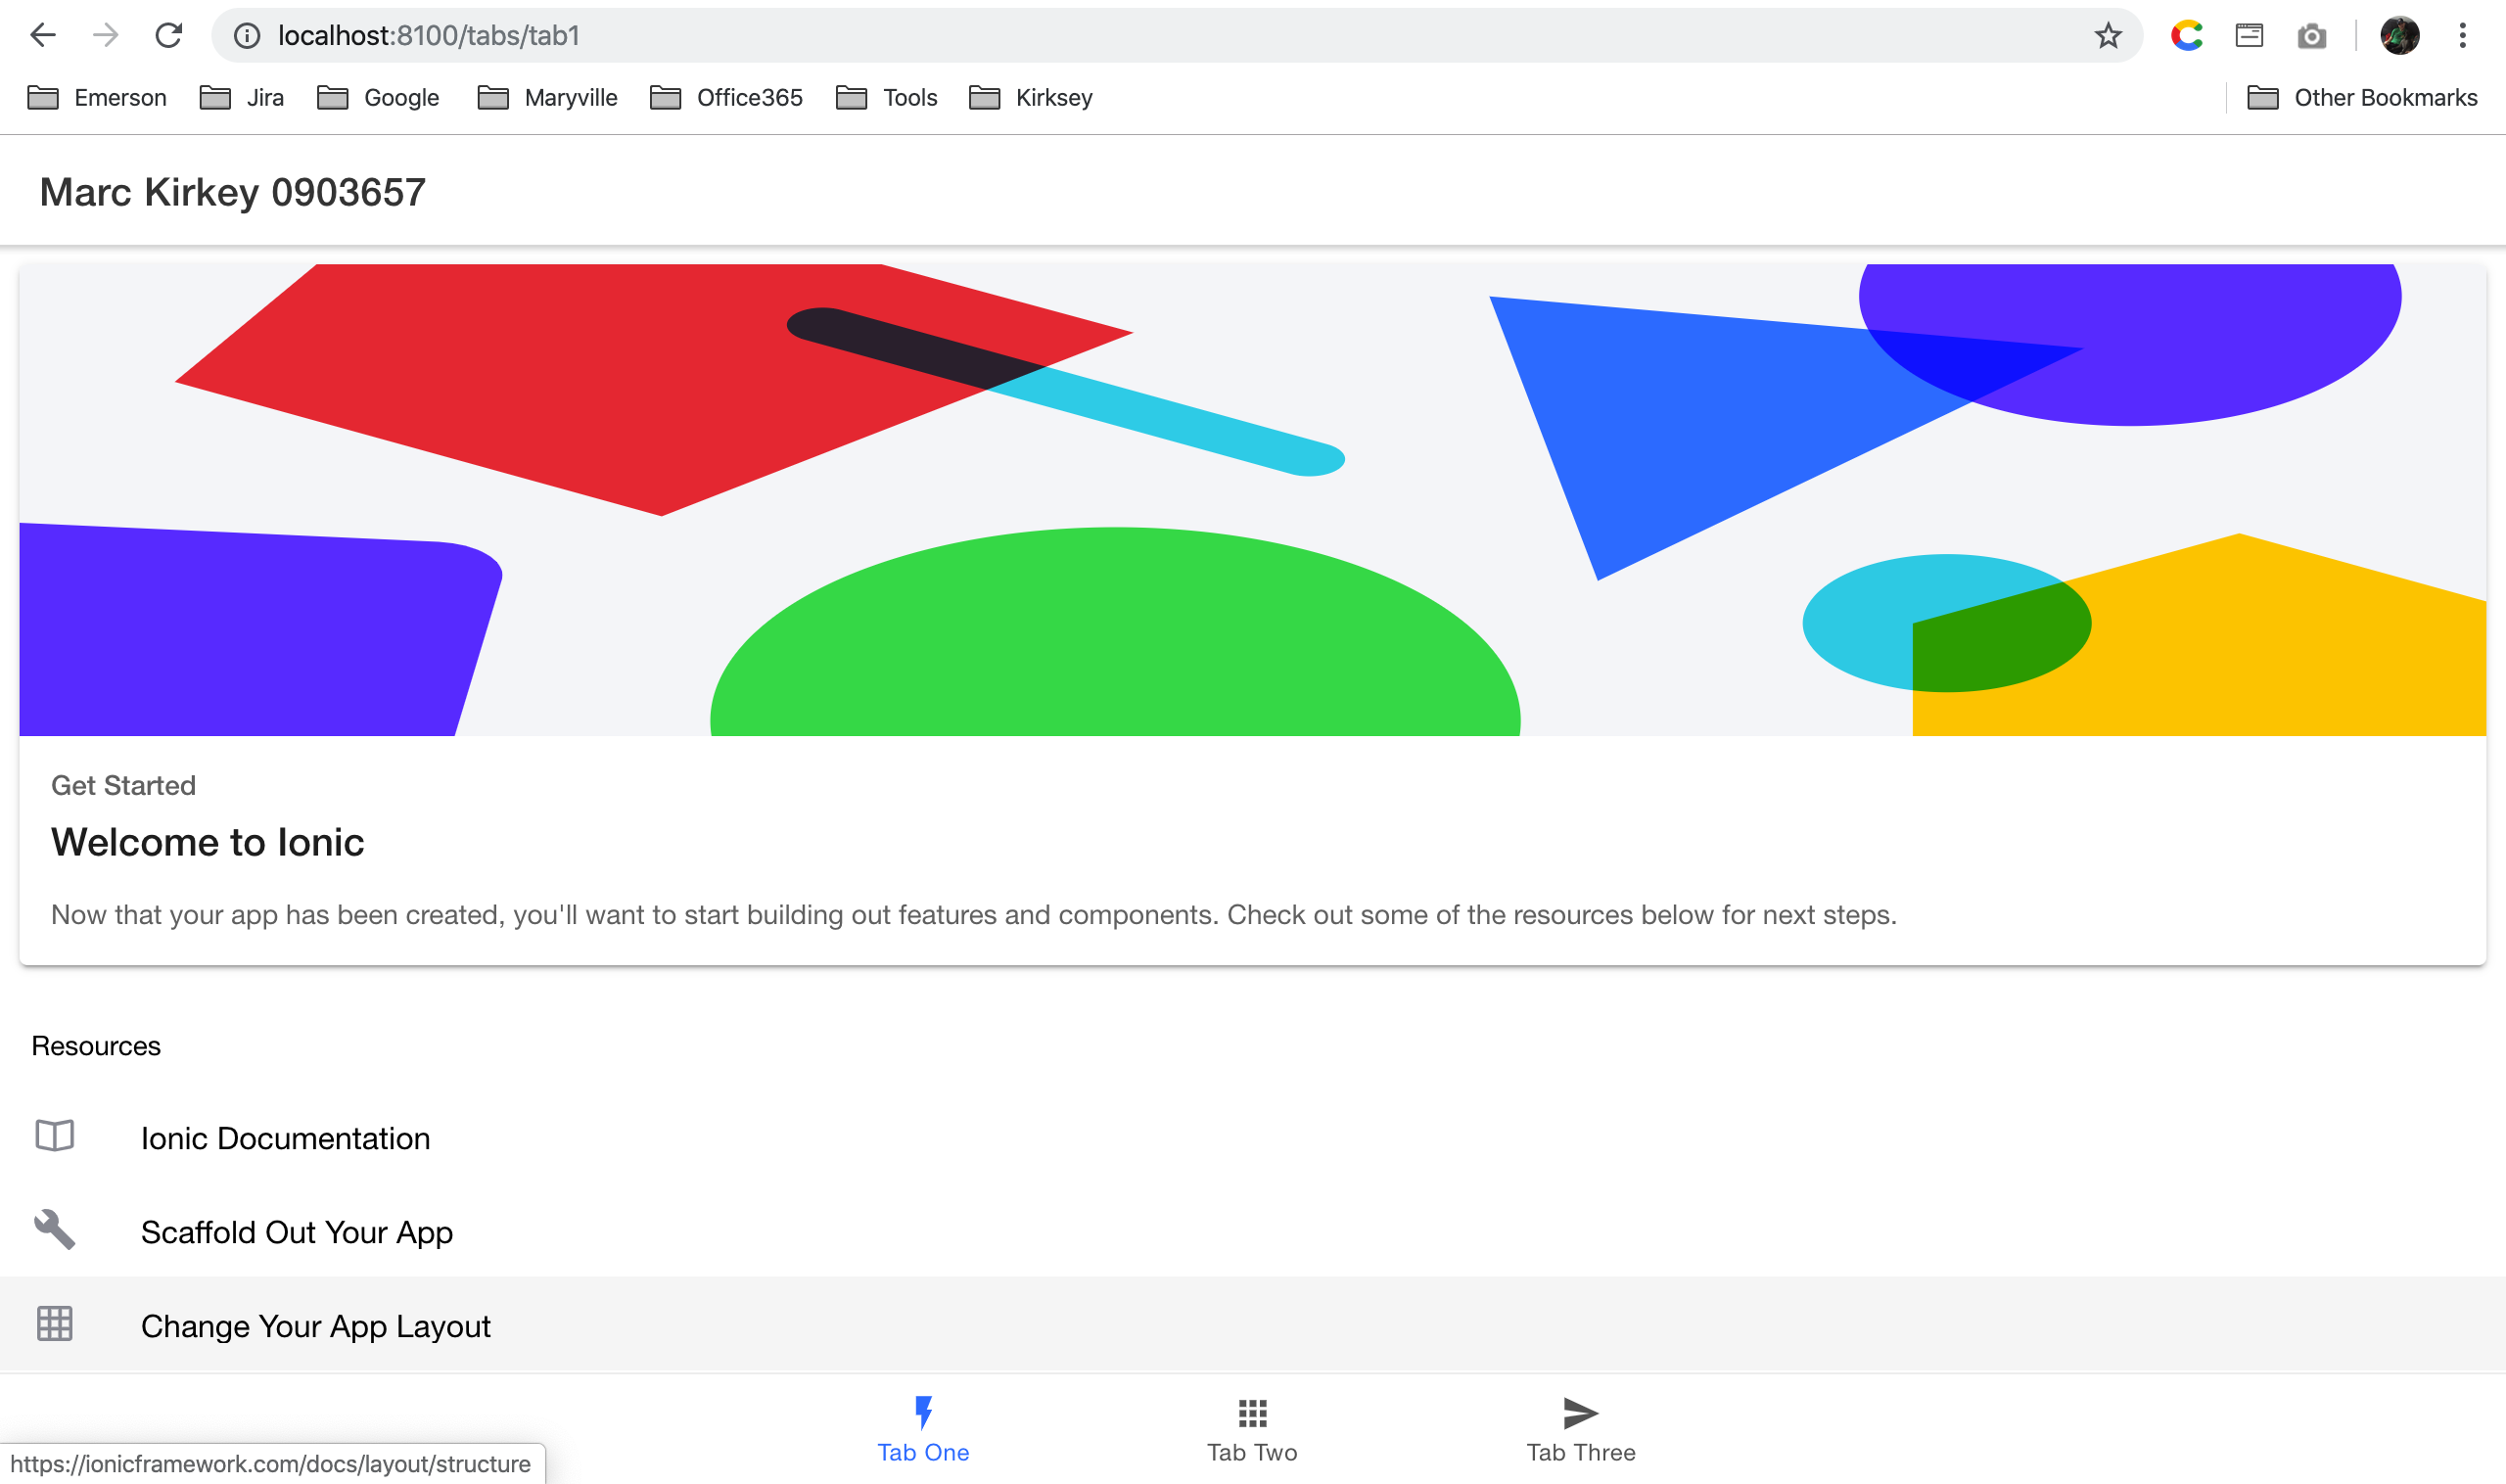 localhost:8100/tabs/tab1
Emerson Jira Google Maryville Office365 Tools Kirksey Other Bookmarks
Marc Kirkey 0903657
Get Started
Welcome to Ionic
Now that your app has been created, you'll want to start building out features and components. Check out some of the resources below for next steps.
Resources
Ionic Documentation
Scaffold Out Your App
Change Your App Layout
Tab One Tab Two Tab Three
https://ionicframework.com/docs/layout/structure